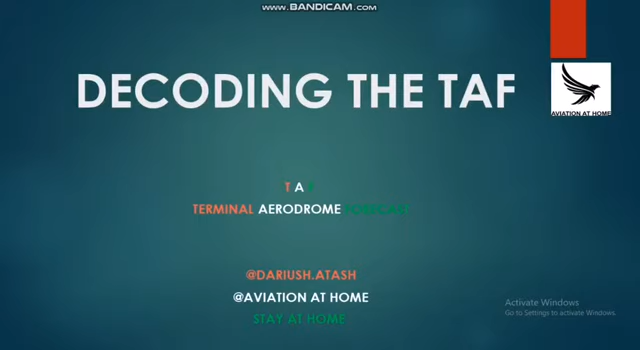 WWW.BANDICAM.COM
DECODING THE TAF
AVIATION AT HOME
T A F
TERMINAL AERODROME FORECAST
@DARIUSH.ATASH
@AVIATION AT HOME
STAY AT HOME
Activate Windows
Go to Settings to activate Windows.